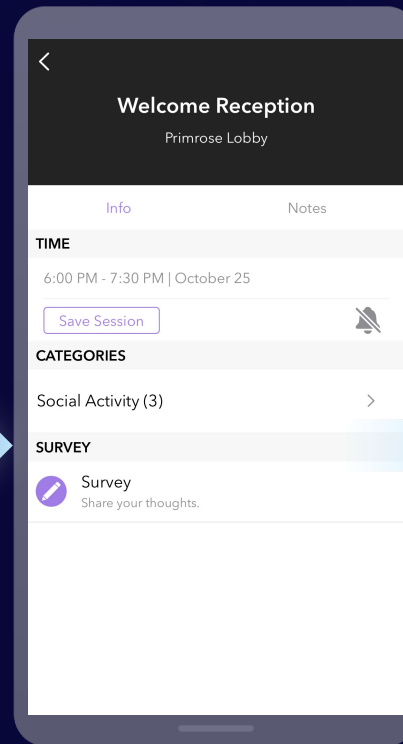 Welcome Reception
Primrose Lobby
Info Notes
TIME
6:00 PM - 7:30 PM | October 25
Save Session
CATEGORIES
Social Activity (3)
SURVEY
Survey
Share your thoughts.